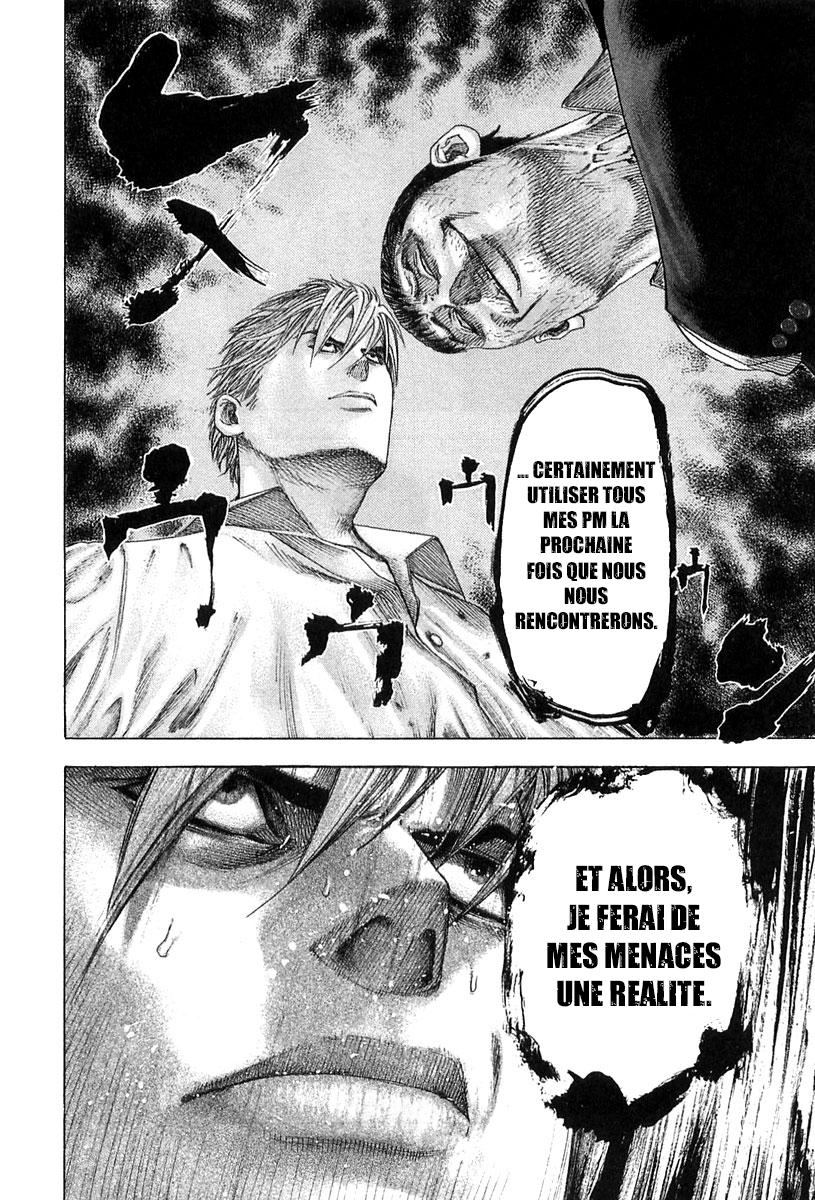 ... CERTAINEMENT
UTILISER TOUS
MES PM LA
PROCHAINE
FOIS QUE NOUS
NOUS
RENCONTRERONS.
ET ALORS,
JE FERAI DE
MES MENACES
UNE REALITE.